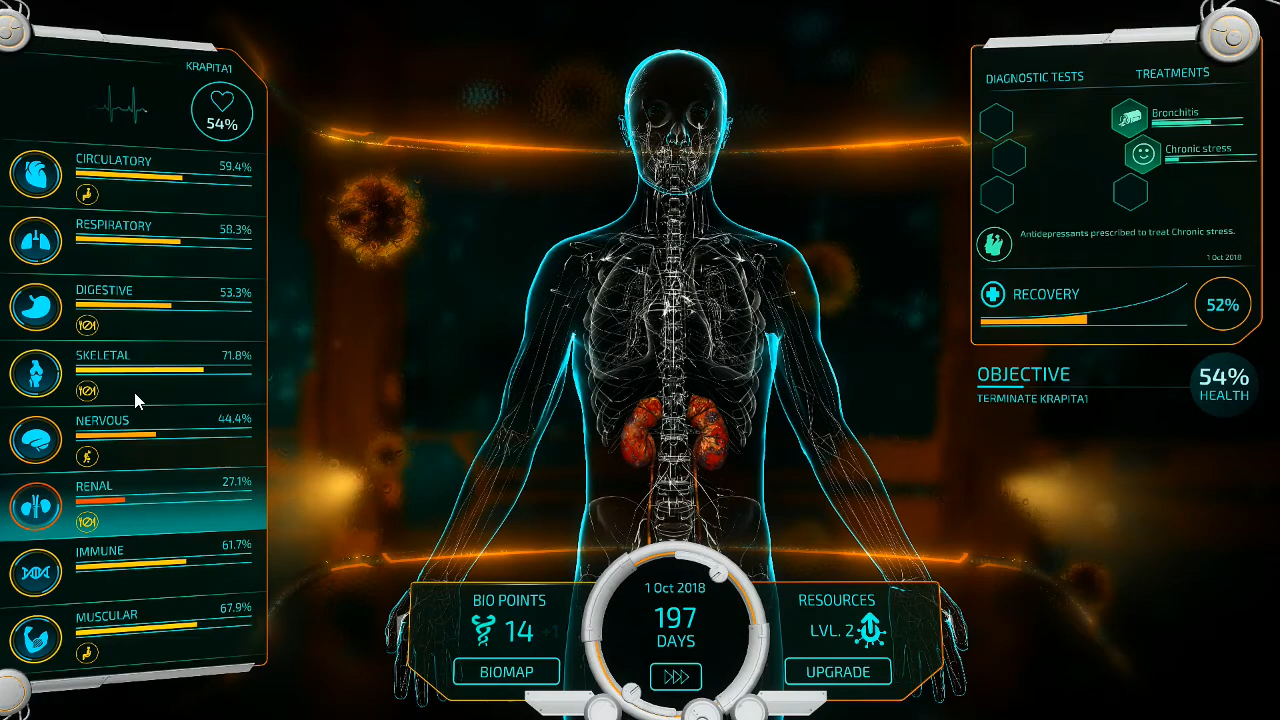 KRAPITA1
54%
CIRCULATORY 59.4%
RESPIRATORY 58.3%
DIGESTIVE 53.3%
SKELETAL 71.8%
NERVOUS 44.4%
RENAL 27.1%
IMMUNE 61.7%
MUSCULAR 67.9%
BIO POINTS
14 +1
BIOMAP
1 Oct 2018
197
DAYS
RESOURCES
LVL. 2
UPGRADE
DIAGNOSTIC TESTS TREATMENTS
Bronchitis
Chronic stress
Antidepressants prescribed to treat Chronic stress.
1 Oct 2018
RECOVERY 52%
OBJECTIVE
TERMINATE KRAPITA1
54%
HEALTH